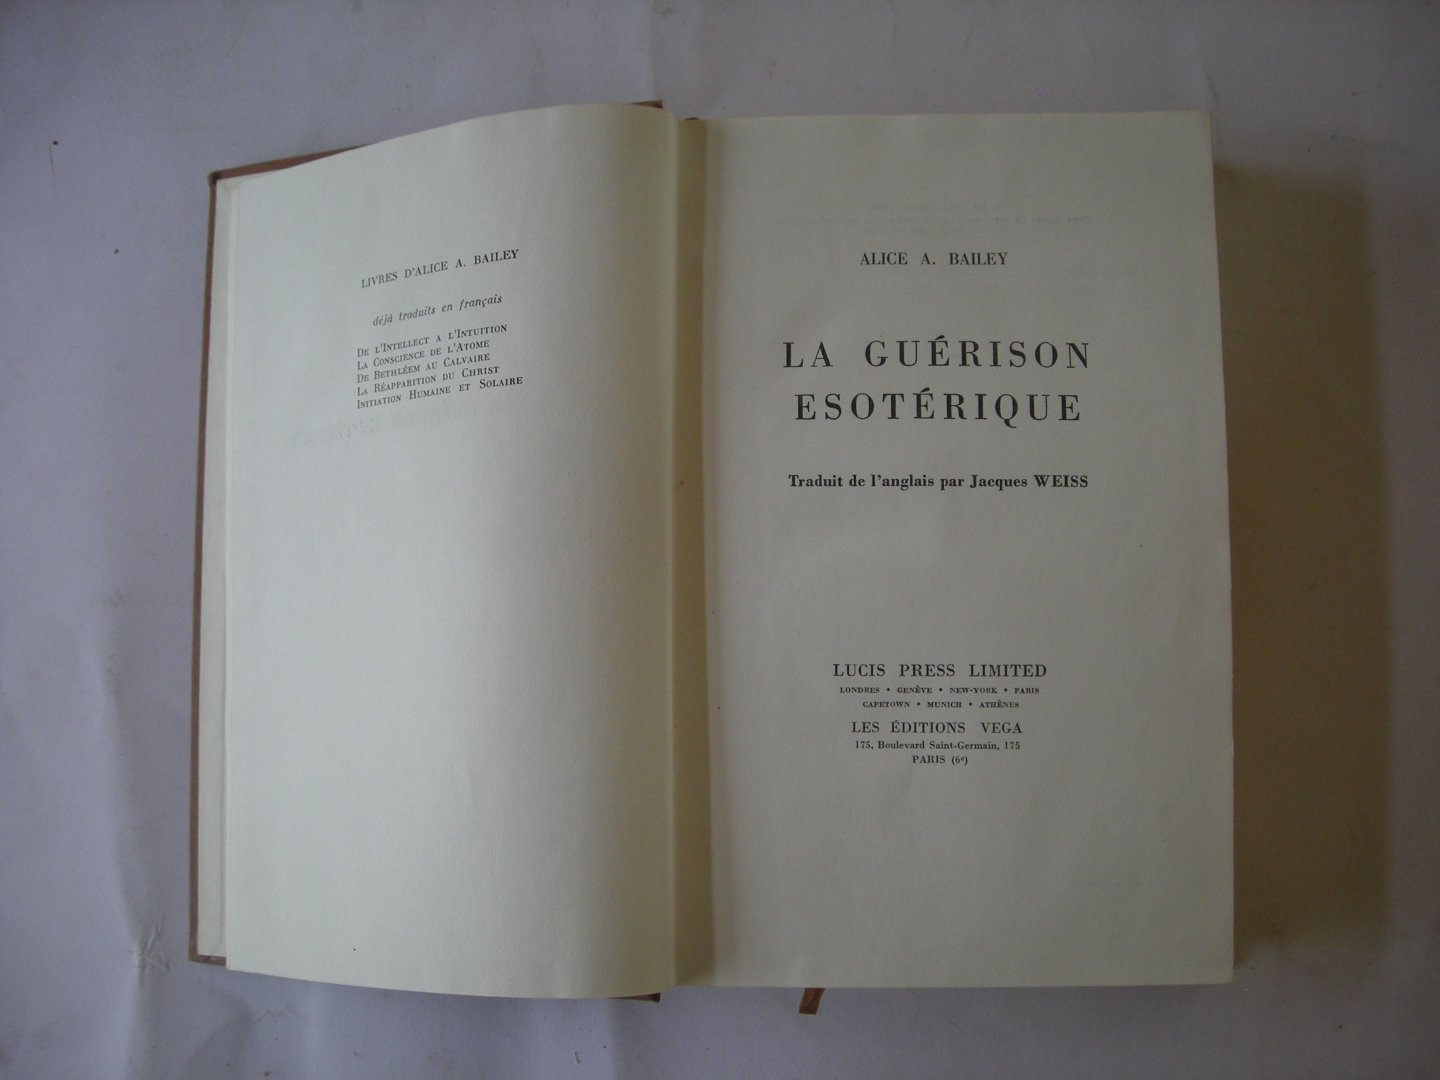 LIVRES D'ALICE A. BAILEY
déjà traduits en français
DE L'INTELLECT A L'INTUITION
LA CONSCIENCE DE L'ATOME
DE BETHLÉEM AU CALVAIRE
LA RÉAPPARITION DU CHRIST
INITIATION HUMAINE ET SOLAIRE
ALICE A. BAILEY
LA GUÉRISON
ESOTÉRIQUE
Traduit de l'anglais par Jacques WEISS
LUCIS PRESS LIMITED
LONDRES • GENÈVE • NEW-YORK • PARIS
CAPETOWN • MUNICH • ATHÈNES
LES ÉDITIONS VEGA
175, Boulevard Saint-Germain, 175
PARIS (6e)